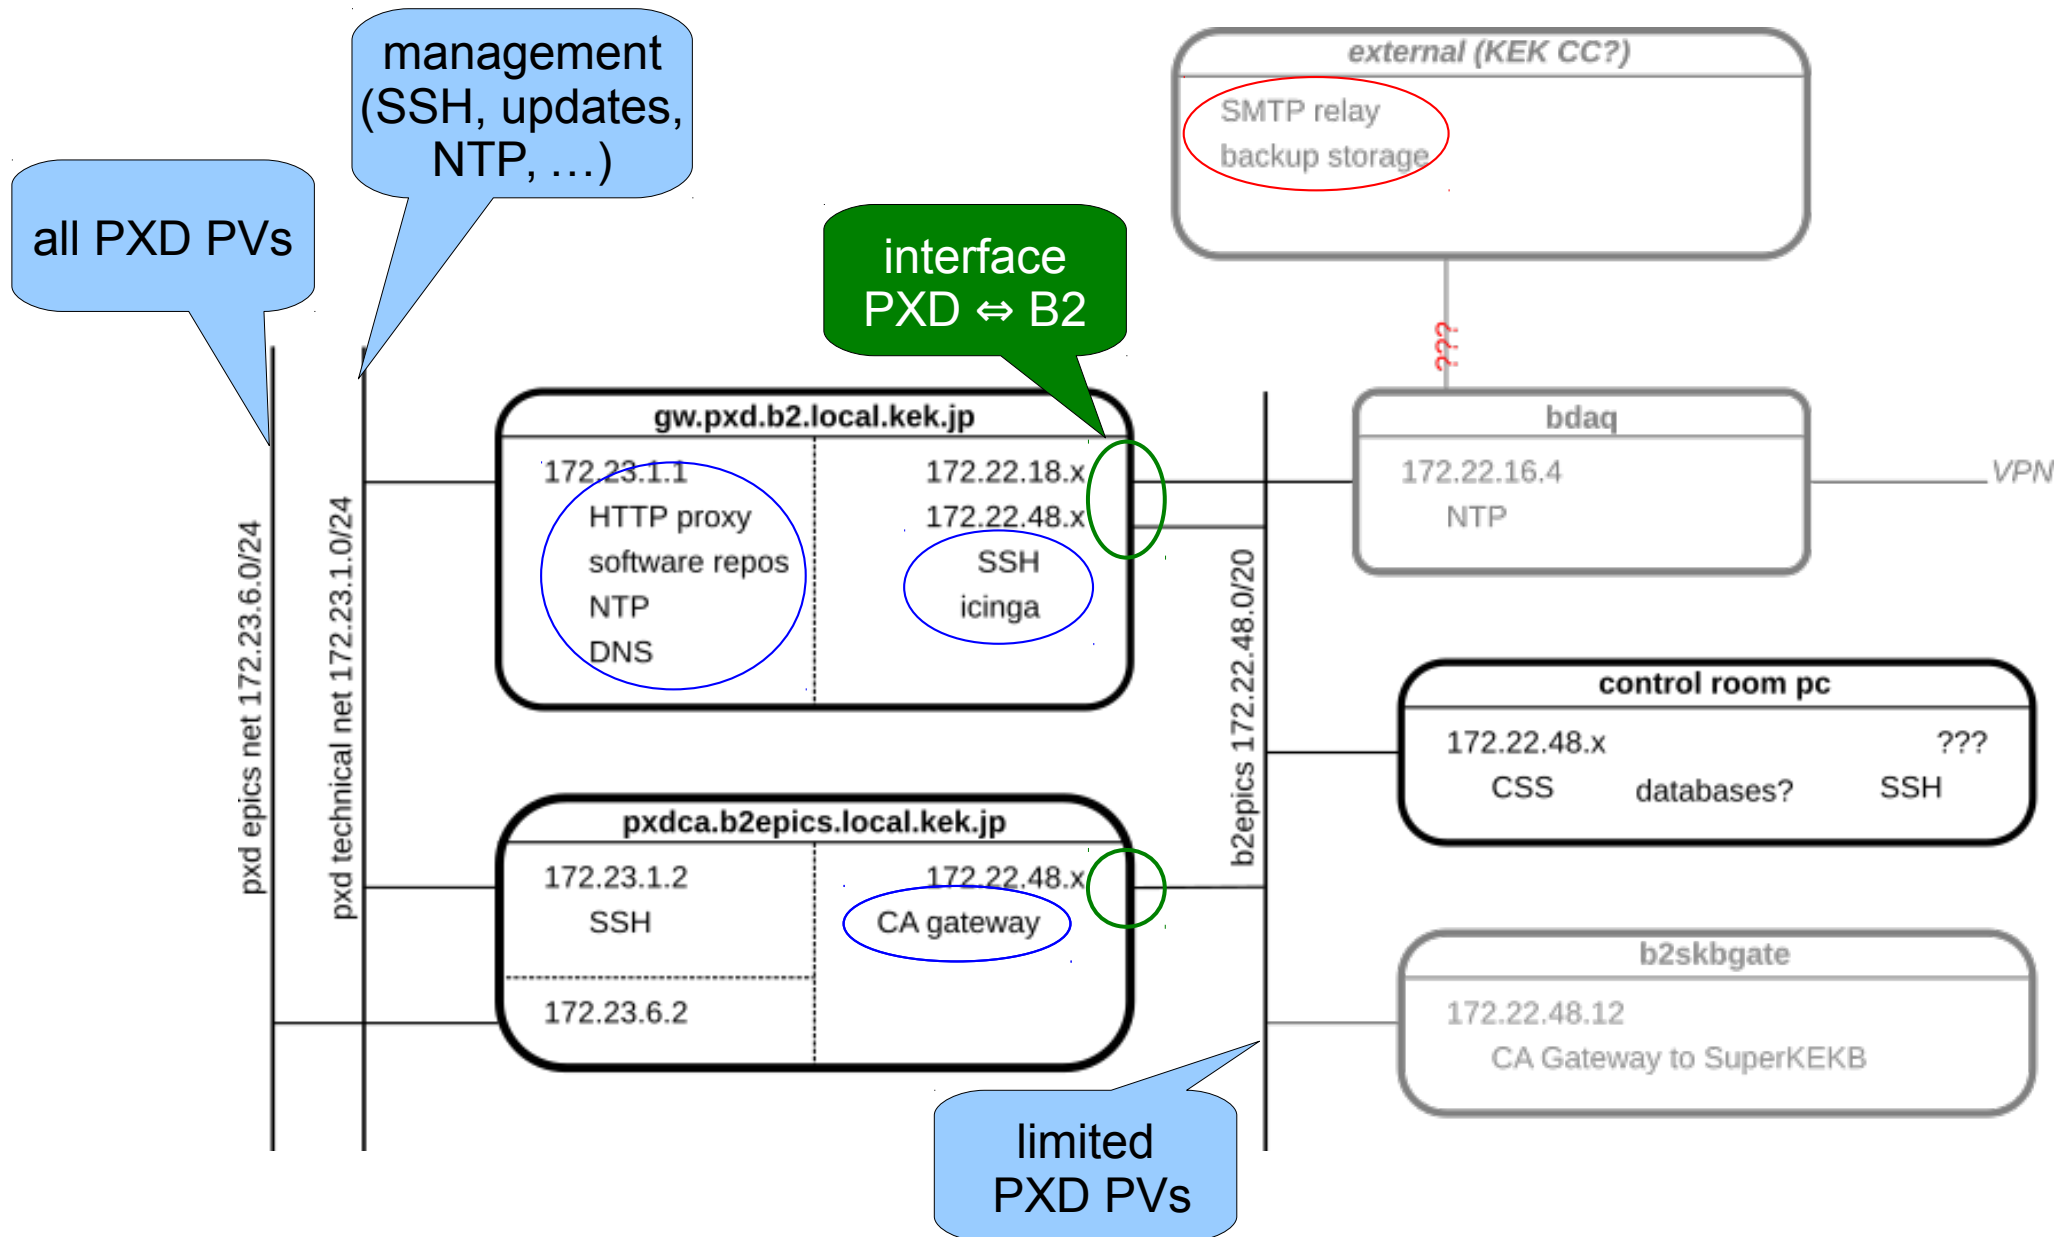 management
(SSH, updates,
NTP, …)
all PXD PVs
external (KEK CC?)
SMTP relay
backup storage
interface
PXD ⇔ B2
???
gw.pxd.b2.local.kek.jp
172.23.1.1
HTTP proxy
software repos
NTP
DNS
172.22.18.x
172.22.48.x
SSH
icinga
bdaq
172.22.16.4
NTP
VPN
pxd epics net 172.23.6.0/24
pxd technical net 172.23.1.0/24
b2epics 172.22.48.0/20
control room pc
172.22.48.x ???
CSS databases? SSH
pxdca.b2epics.local.kek.jp
172.23.1.2
SSH
172.22.48.x
CA gateway
172.23.6.2
b2skbgate
172.22.48.12
CA Gateway to SuperKEKB
limited
PXD PVs